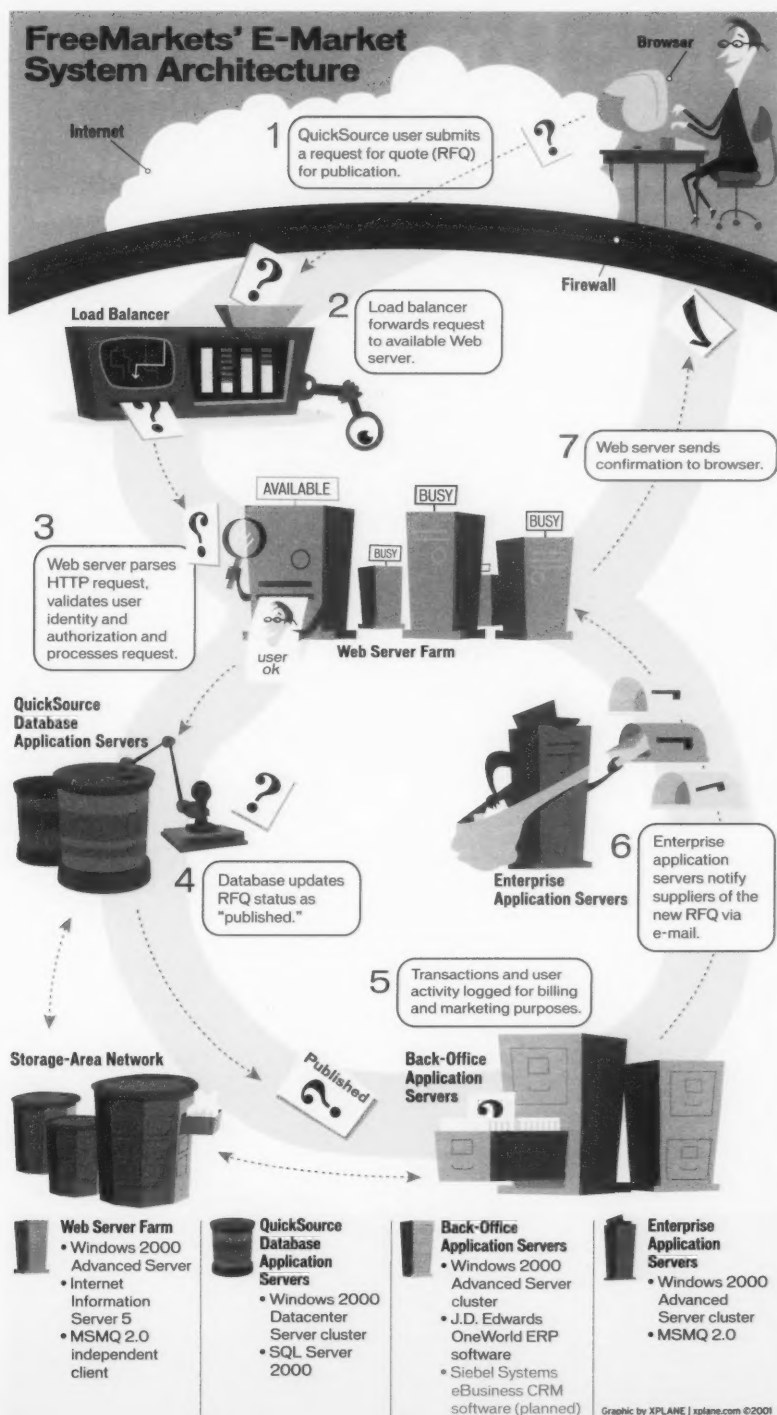 FreeMarkets' E-Market
System Architecture
Browser
Internet
1
QuickSource user submits
a request for quote (RFQ)
for publication.
?
Firewall
?
Load Balancer
2
Load balancer
forwards request
to available Web
server.
?
7
Web server sends
confirmation to browser.
AVAILABLE
BUSY
BUSY
BUSY
3
?
Web server parses
HTTP request,
validates user
identity and
authorization and
processes request.
user
ok
Web Server Farm
QuickSource
Database
Application Servers
?
4
Database updates
RFQ status as
"published."
Enterprise
Application Servers
6
Enterprise
application
servers notify
suppliers of the
new RFQ via
e-mail.
5
Transactions and user
activity logged for billing
and marketing purposes.
Storage-Area Network
Published
?
Back-Office
Application
Servers
?
Web Server Farm
• Windows 2000
Advanced Server
• Internet
Information
Server 5
• MSMQ 2.0
independent
client
QuickSource
Database
Application
Servers
• Windows 2000
Datacenter
Server cluster
• SQL Server
2000
Back-Office
Application Servers
• Windows 2000
Advanced Server
cluster
• J.D. Edwards
OneWorld ERP
software
• Siebel Systems
eBusiness CRM
software (planned)
Enterprise
Application
Servers
• Windows 2000
Advanced
Server cluster
• MSMQ 2.0
Graphic by XPLANE | xplane.com ©2001